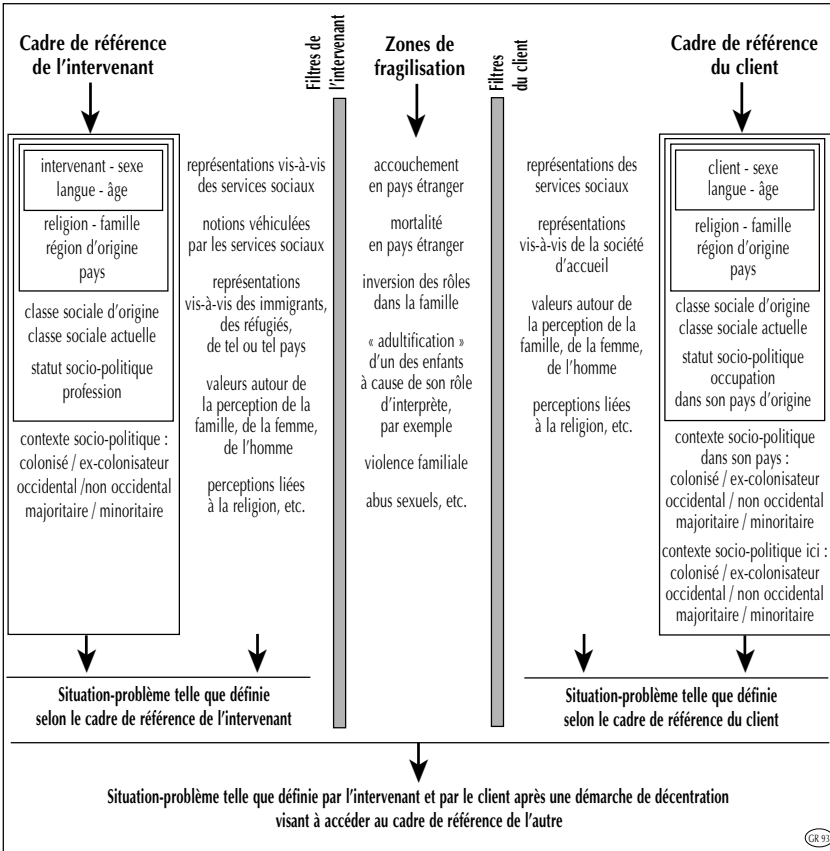 Cadre de référence
de l'intervenant
Filtres de
l'intervenant
Zones de
fragilisation
Filtres
du client
Cadre de référence
du client
intervenant - sexe
langue - âge
religion - famille
région d'origine
pays
classe sociale d'origine
classe sociale actuelle
statut socio-politique
profession
contexte socio-politique :
colonisé / ex-colonisateur
occidental /non occidental
majoritaire / minoritaire
représentations vis-à-vis
des services sociaux
notions véhiculées
par les services sociaux
représentations
vis-à-vis des immigrants,
des réfugiés,
de tel ou tel pays
valeurs autour de
la perception de la
famille, de la femme,
de l'homme
perceptions liées
à la religion, etc.
accouchement
en pays étranger
mortalité
en pays étranger
inversion des rôles
dans la famille
« adultification »
d'un des enfants
à cause de son rôle
d'interprète,
par exemple
violence familiale
abus sexuels, etc.
représentations des
services sociaux
représentations
vis-à-vis de la société
d'accueil
valeurs autour de
la perception de la
famille, de la femme,
de l'homme
perceptions liées
à la religion, etc.
client - sexe
langue - âge
religion - famille
région d'origine
pays
classe sociale d'origine
classe sociale actuelle
statut socio-politique
occupation
dans son pays d'origine
contexte socio-politique
dans son pays :
colonisé / ex-colonisateur
occidental / non occidental
majoritaire / minoritaire
contexte socio-politique ici :
colonisé / ex-colonisateur
occidental / non occidental
majoritaire / minoritaire
Situation-problème telle que définie
selon le cadre de référence de l'intervenant
Situation-problème telle que définie
selon le cadre de référence du client
Situation-problème telle que définie par l'intervenant et par le client après une démarche de décentration
visant à accéder au cadre de référence de l'autre
GR 93